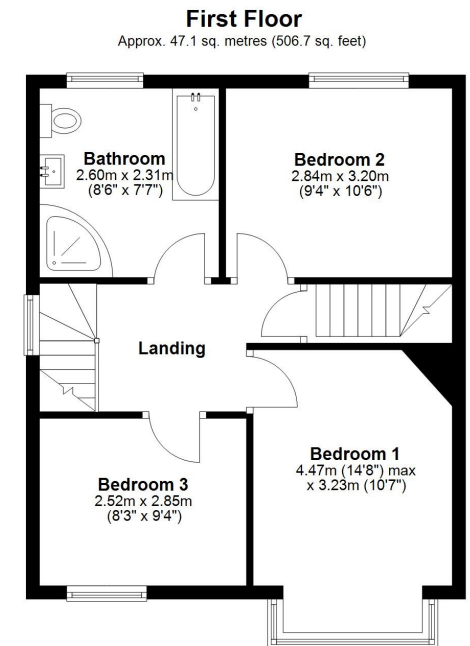 First Floor
Approx. 47.1 sq. metres (506.7 sq. feet)
Bathroom
2.60m x 2.31m
(8'6" x 7'7")
Bedroom 2
2.84m x 3.20m
(9'4" x 10'6")
Landing
Bedroom 1
4.47m (14'8") max
x 3.23m (10'7")
Bedroom 3
2.52m x 2.85m
(8'3" x 9'4")